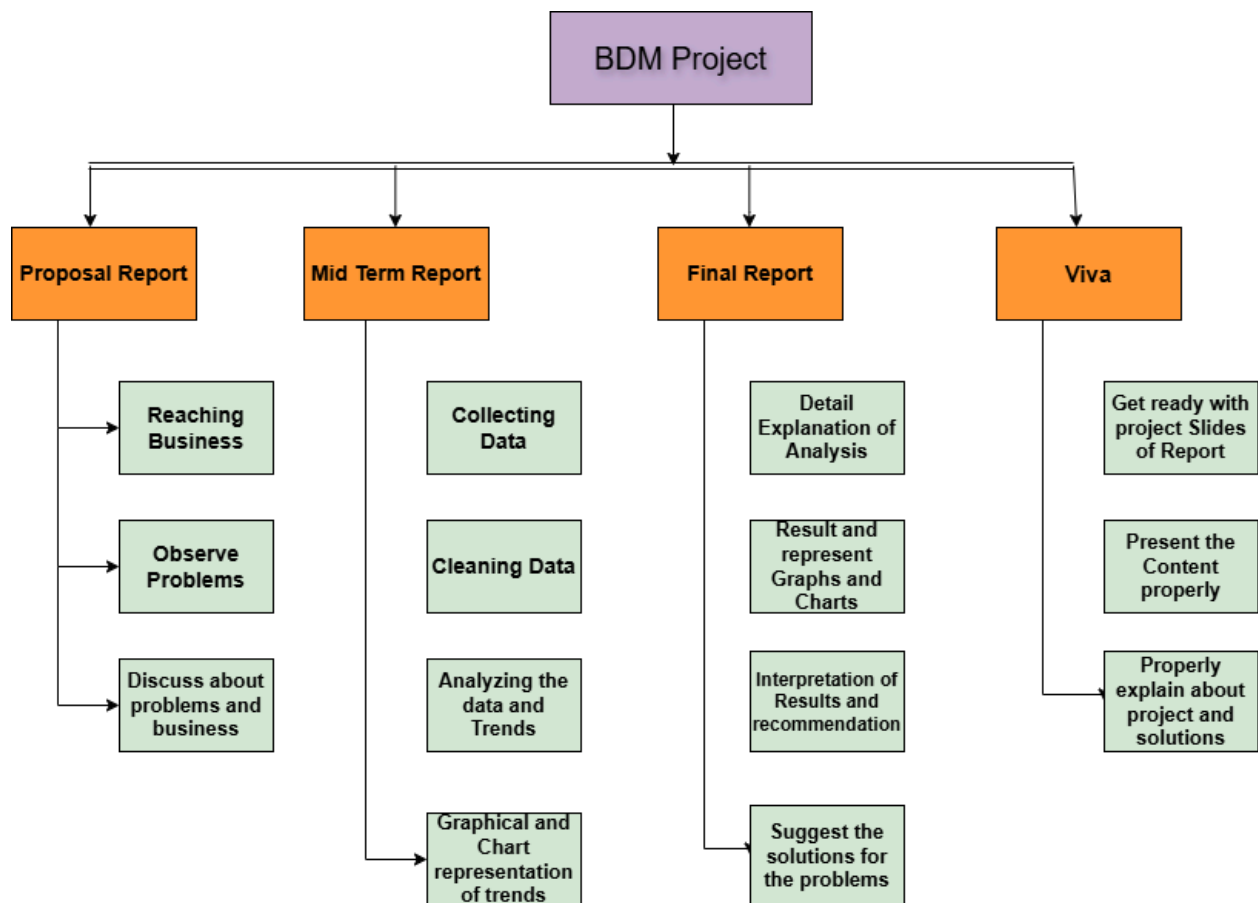 BDM Project
Proposal Report
Mid Term Report
Final Report
Viva
Reaching
Business
Observe
Problems
Discuss about
problems and
business
Collecting
Data
Cleaning Data
Analyzing the
data and
Trends
Graphical and
Chart
representation
of trends
Detail
Explanation of
Analysis
Result and
represent
Graphs and
Charts
Interpretation of
Results and
recommendation
Suggest the
solutions for
the problems
Get ready with
project Slides
of Report
Present the
Content
properly
Properly
explain about
project and
solutions